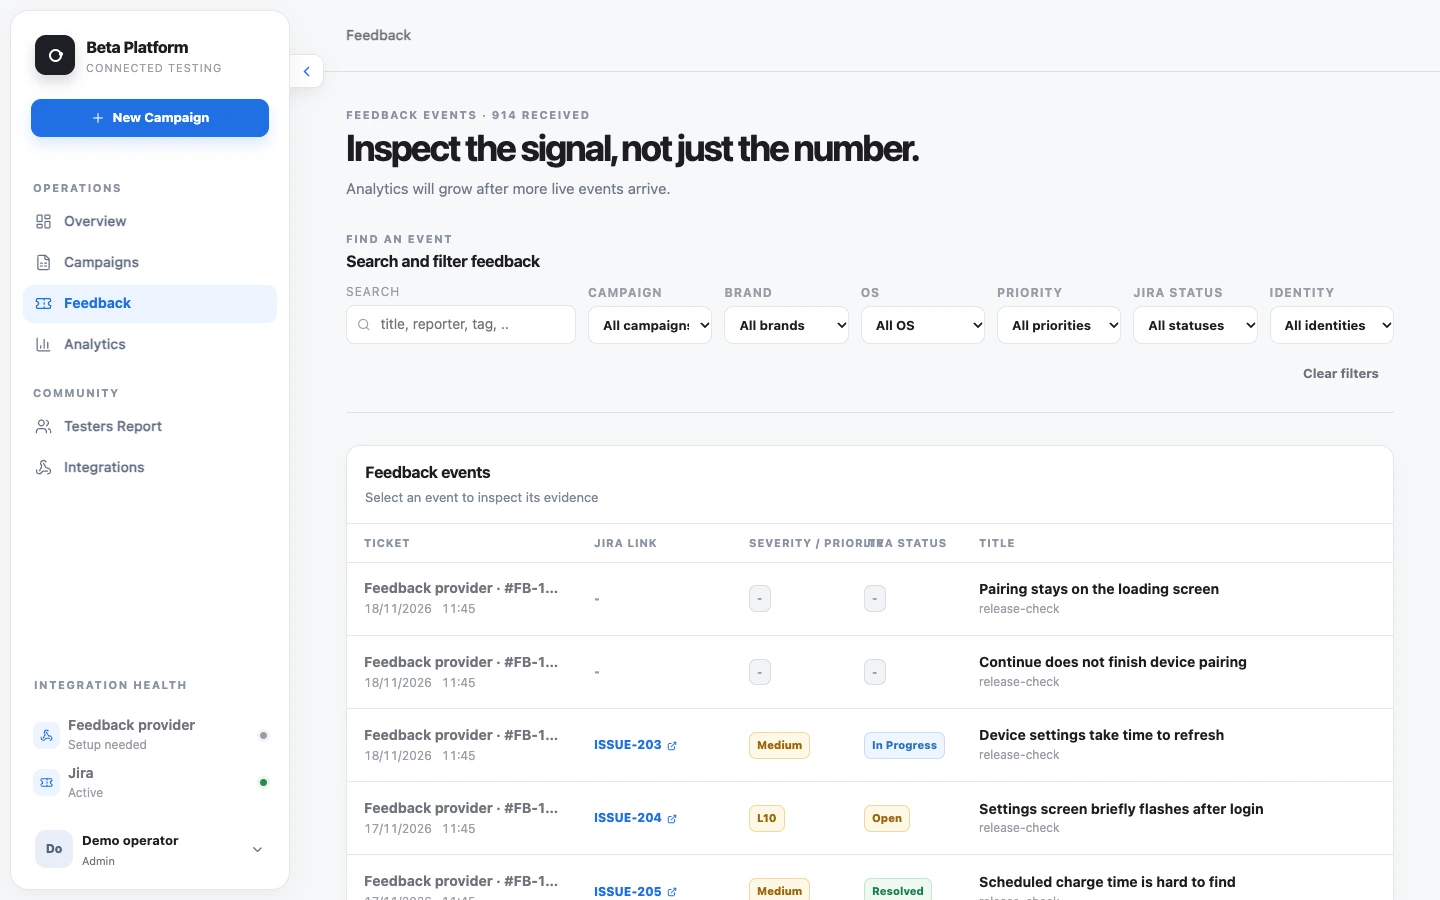 Beta Platform
CONNECTED TESTING
New Campaign
OPERATIONS
Overview
Campaigns
Feedback
Analytics
COMMUNITY
Testers Report
Integrations
INTEGRATION HEALTH
Feedback provider
Setup needed
Jira
Active
Do
Demo operator
Admin
Feedback
FEEDBACK EVENTS · 914 RECEIVED
Inspect the signal, not just the number.
Analytics will grow after more live events arrive.
FIND AN EVENT
Search and filter feedback
SEARCH CAMPAIGN BRAND OS PRIORITY JIRA STATUS IDENTITY
title, reporter, tag, .. All campaigns All brands All OS All priorities All statuses All identities
Clear filters
Feedback events
Select an event to inspect its evidence
TICKET JIRA LINK SEVERITY / PRIORITY JIRA STATUS TITLE
Feedback provider · #FB-1... - - - Pairing stays on the loading screen
18/11/2026 11:45 release-check
Feedback provider · #FB-1... - - - Continue does not finish device pairing
18/11/2026 11:45 release-check
Feedback provider · #FB-1... ISSUE-203 Medium In Progress Device settings take time to refresh
18/11/2026 11:45 release-check
Feedback provider · #FB-1... ISSUE-204 L10 Open Settings screen briefly flashes after login
17/11/2026 11:45 release-check
Feedback provider · #FB-1... ISSUE-205 Medium Resolved Scheduled charge time is hard to find
17/11/2026 11:45 release-check